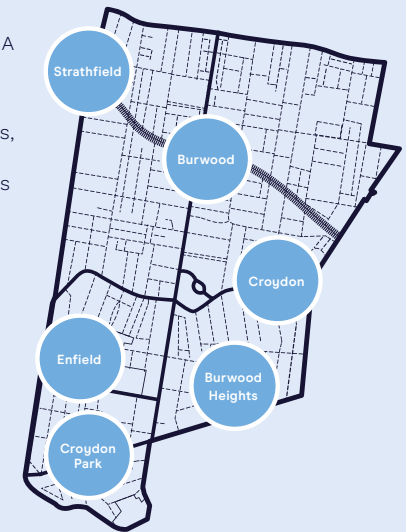 A
Strathfield
s,
Burwood
s
Croydon
Enfield
Burwood
Heights
Croydon
Park